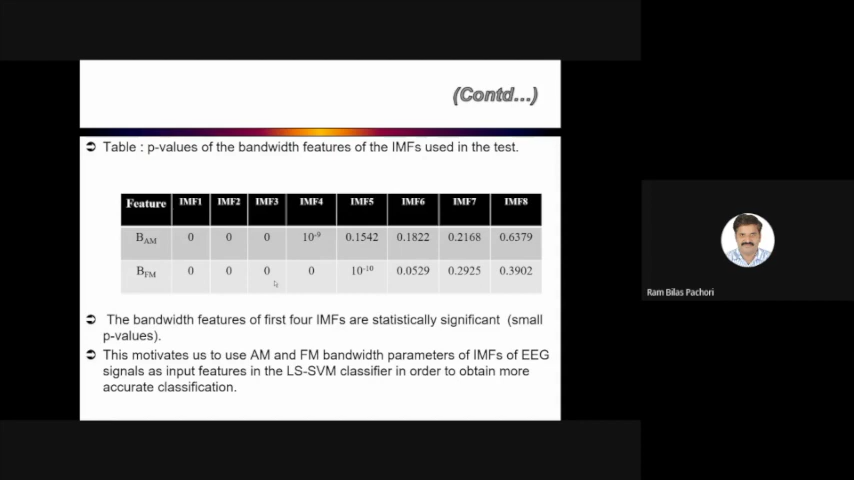 (Contd...)
➲ Table : p-values of the bandwidth features of the IMFs used in the test.
Feature IMF1 IMF2 IMF3 IMF4 IMF5 IMF6 IMF7 IMF8
B_AM 0 0 0 10^-9 0.1542 0.1822 0.2168 0.6379
B_FM 0 0 0 0 10^-10 0.0529 0.2925 0.3902
➲ The bandwidth features of first four IMFs are statistically significant (small
p-values).
➲ This motivates us to use AM and FM bandwidth parameters of IMFs of EEG
signals as input features in the LS-SVM classifier in order to obtain more
accurate classification.
Ram Bilas Pachori